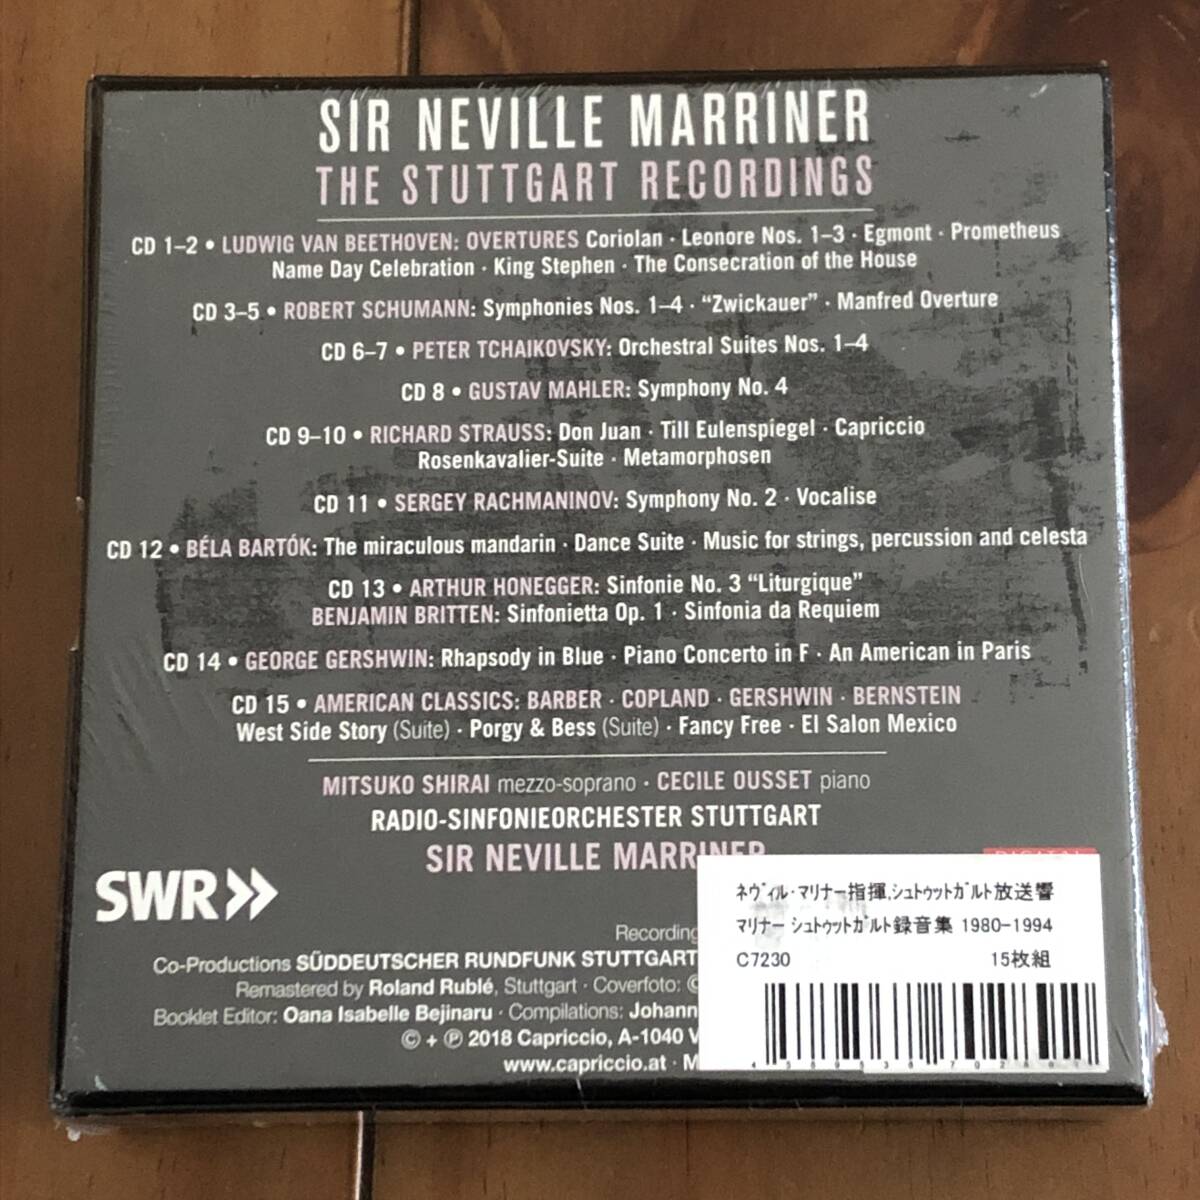 SIR NEVILLE MARRINER
THE STUTTGART RECORDINGS
CD 1–2 • LUDWIG VAN BEETHOVEN: OVERTURES Coriolan · Leonore Nos. 1–3 · Egmont · Prometheus
Name Day Celebration · King Stephen · The Consecration of the House
CD 3–5 • ROBERT SCHUMANN: Symphonies Nos. 1–4 · “Zwickauer” · Manfred Overture
CD 6–7 • PETER TCHAIKOVSKY: Orchestral Suites Nos. 1–4
CD 8 • GUSTAV MAHLER: Symphony No. 4
CD 9–10 • RICHARD STRAUSS: Don Juan · Till Eulenspiegel · Capriccio
Rosenkavalier-Suite · Metamorphosen
CD 11 • SERGEY RACHMANINOV: Symphony No. 2 · Vocalise
CD 12 • BÉLA BARTÓK: The miraculous mandarin · Dance Suite · Music for strings, percussion and celesta
CD 13 • ARTHUR HONEGGER: Sinfonie No. 3 “Liturgique”
BENJAMIN BRITTEN: Sinfonietta Op. 1 · Sinfonia da Requiem
CD 14 • GEORGE GERSHWIN: Rhapsody in Blue · Piano Concerto in F · An American in Paris
CD 15 • AMERICAN CLASSICS: BARBER · COPLAND · GERSHWIN · BERNSTEIN
West Side Story (Suite) · Porgy & Bess (Suite) · Fancy Free · El Salon Mexico
MITSUKO SHIRAI mezzo-soprano · CECILE OUSSET piano
RADIO-SINFONIEORCHESTER STUTTGART
SIR NEVILLE MARRINER
DIGITAL
SWR
Recording
Co-Productions SÜDDEUTSCHER RUNDFUNK STUTTGART
Remastered by Roland Rublé, Stuttgart · Coverfoto: ©
Booklet Editor: Oana Isabelle Bejinaru · Compilations: Johann
© + ℗ 2018 Capriccio, A-1040 V
www.capriccio.at · M
ネヴィル・マリナー指揮,シュトゥットガルト放送響
マリナー シュトゥットガルト録音集 1980-1994
C7230 15枚組